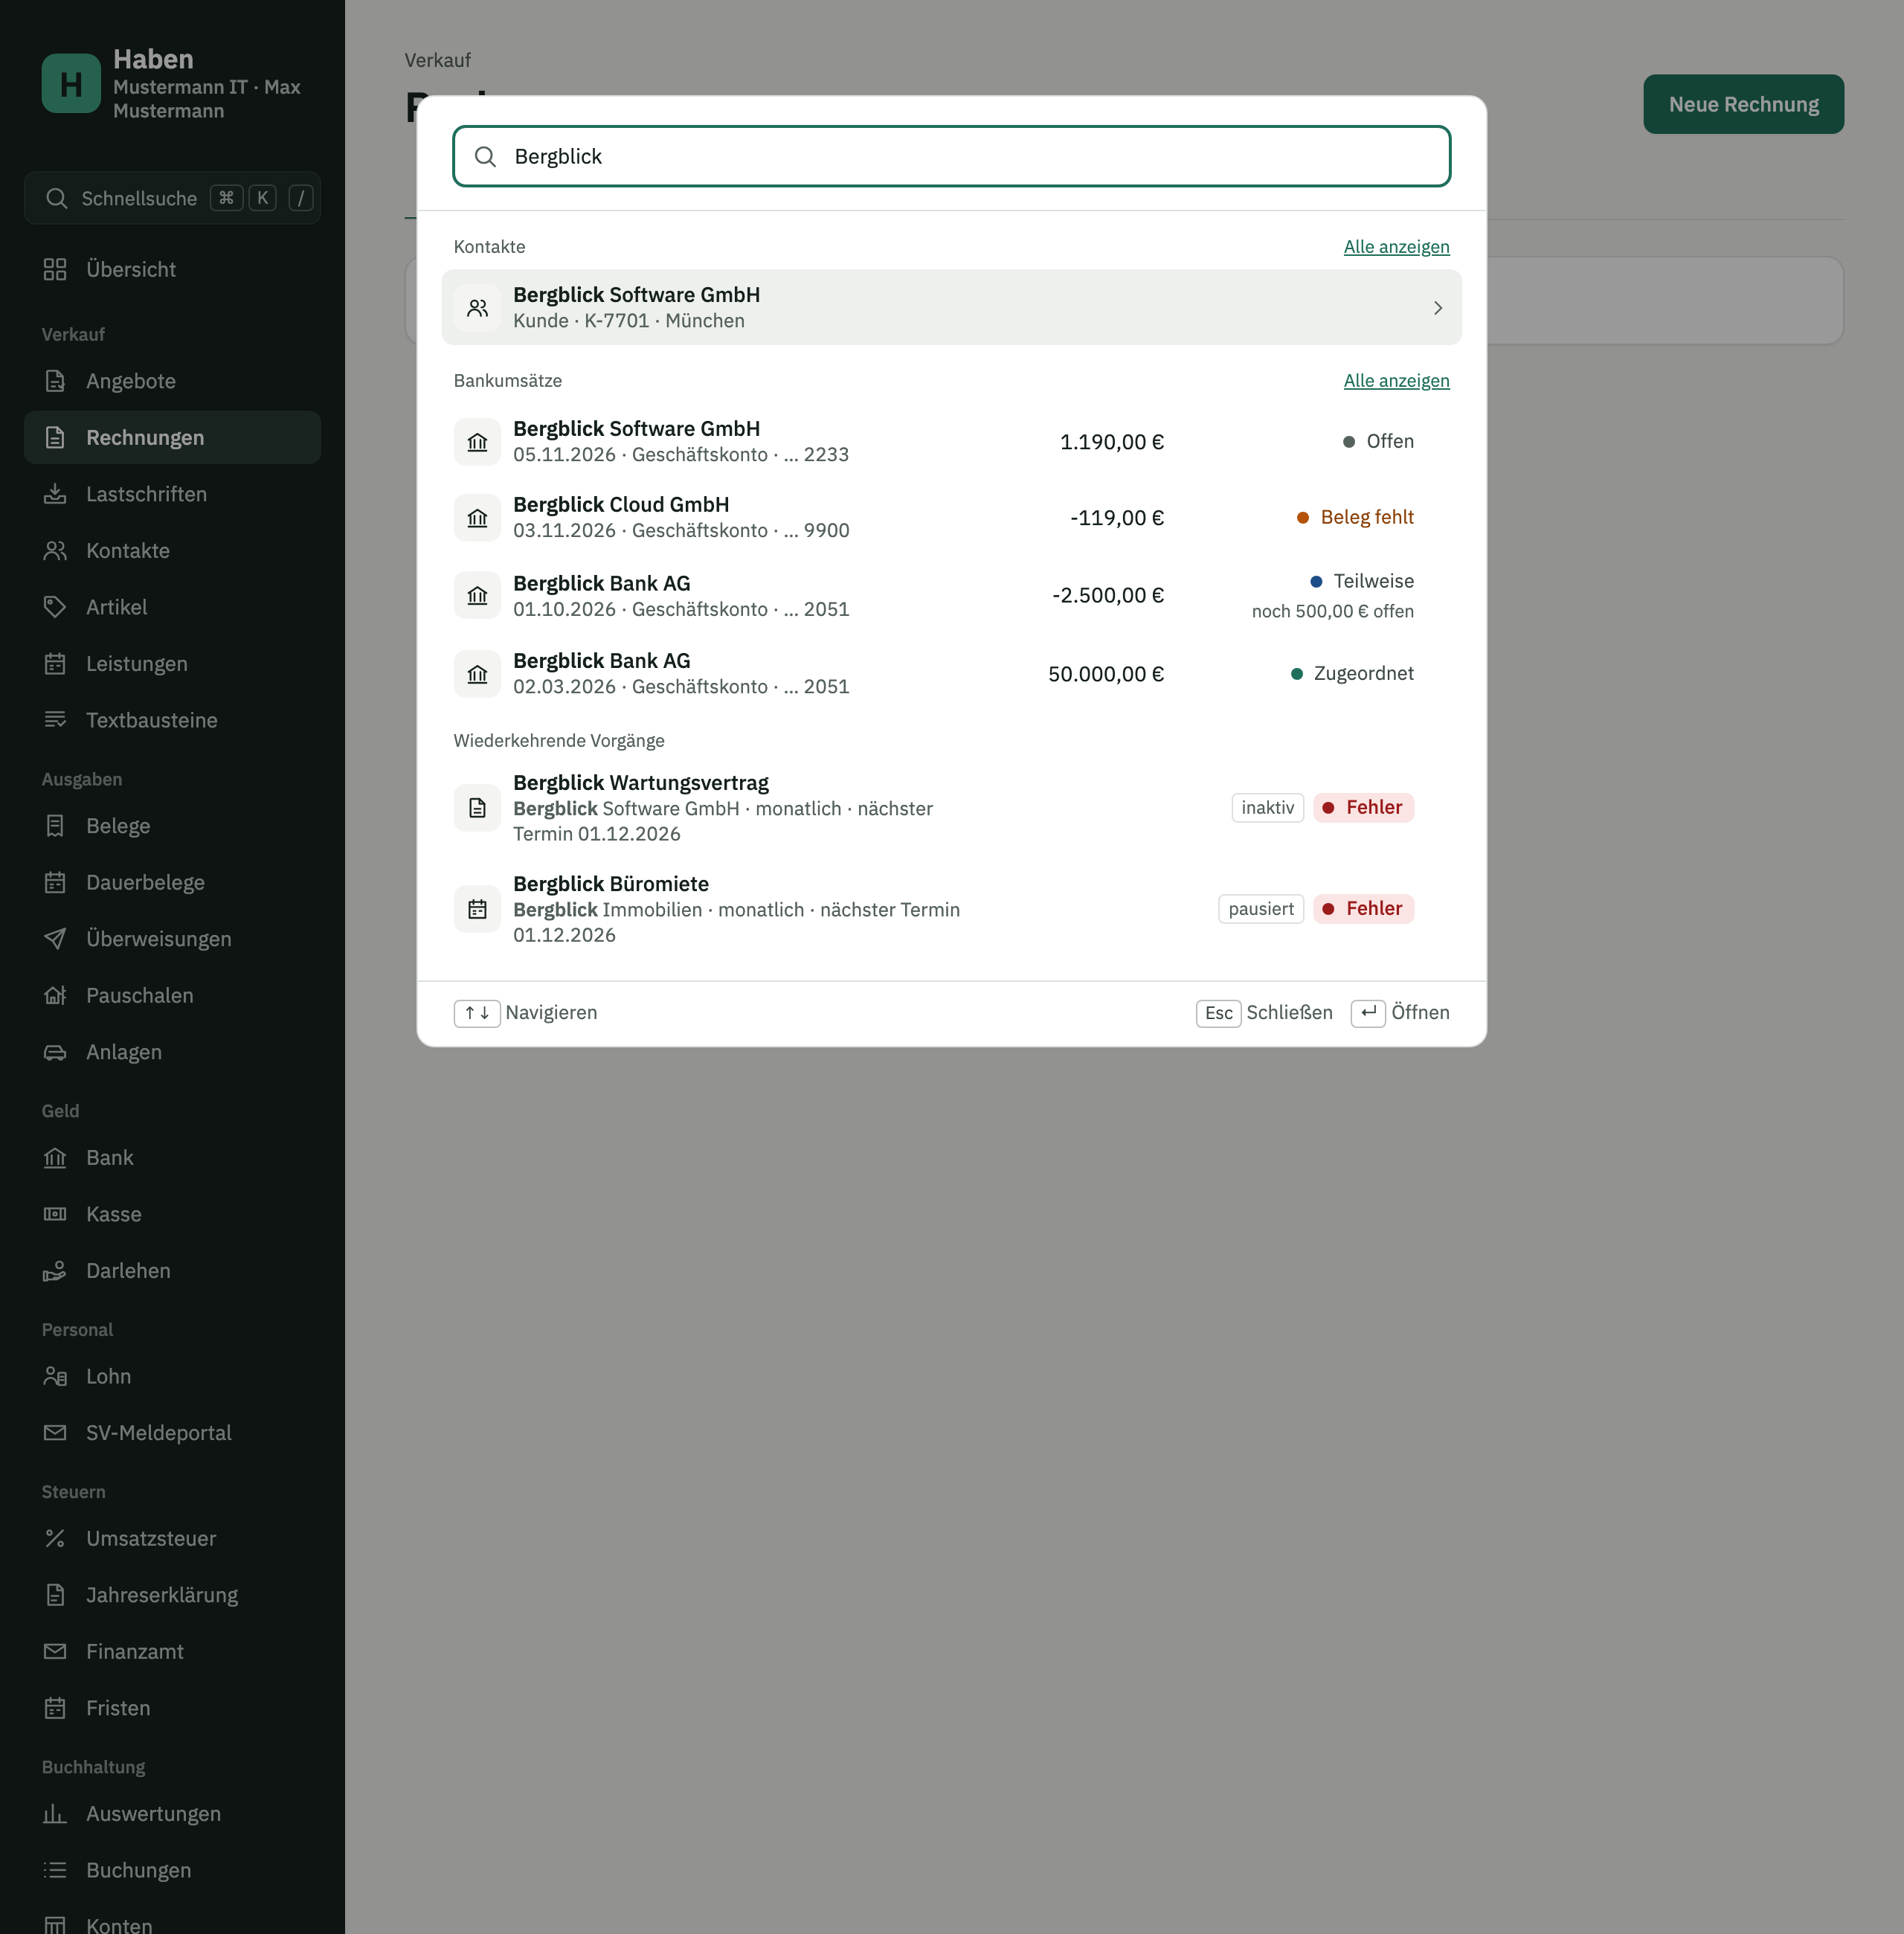 H
Haben
Mustermann IT · Max
Mustermann
Schnellsuche ⌘ K /
Übersicht
Verkauf
Angebote
Rechnungen
Lastschriften
Kontakte
Artikel
Leistungen
Textbausteine
Ausgaben
Belege
Dauerbelege
Überweisungen
Pauschalen
Anlagen
Geld
Bank
Kasse
Darlehen
Personal
Lohn
SV-Meldeportal
Steuern
Umsatzsteuer
Jahreserklärung
Finanzamt
Fristen
Buchhaltung
Auswertungen
Buchungen
Konten
Verkauf
Neue Rechnung
Bergblick
Kontakte Alle anzeigen
Bergblick Software GmbH
Kunde · K-7701 · München
Bankumsätze Alle anzeigen
Bergblick Software GmbH
05.11.2026 · Geschäftskonto · … 2233
1.190,00 € Offen
Bergblick Cloud GmbH
03.11.2026 · Geschäftskonto · … 9900
-119,00 € Beleg fehlt
Bergblick Bank AG
01.10.2026 · Geschäftskonto · … 2051
-2.500,00 € Teilweise
noch 500,00 € offen
Bergblick Bank AG
02.03.2026 · Geschäftskonto · … 2051
50.000,00 € Zugeordnet
Wiederkehrende Vorgänge
Bergblick Wartungsvertrag
Bergblick Software GmbH · monatlich · nächster
Termin 01.12.2026
inaktiv Fehler
Bergblick Büromiete
Bergblick Immobilien · monatlich · nächster Termin
01.12.2026
pausiert Fehler
↑↓ Navigieren Esc Schließen ↵ Öffnen